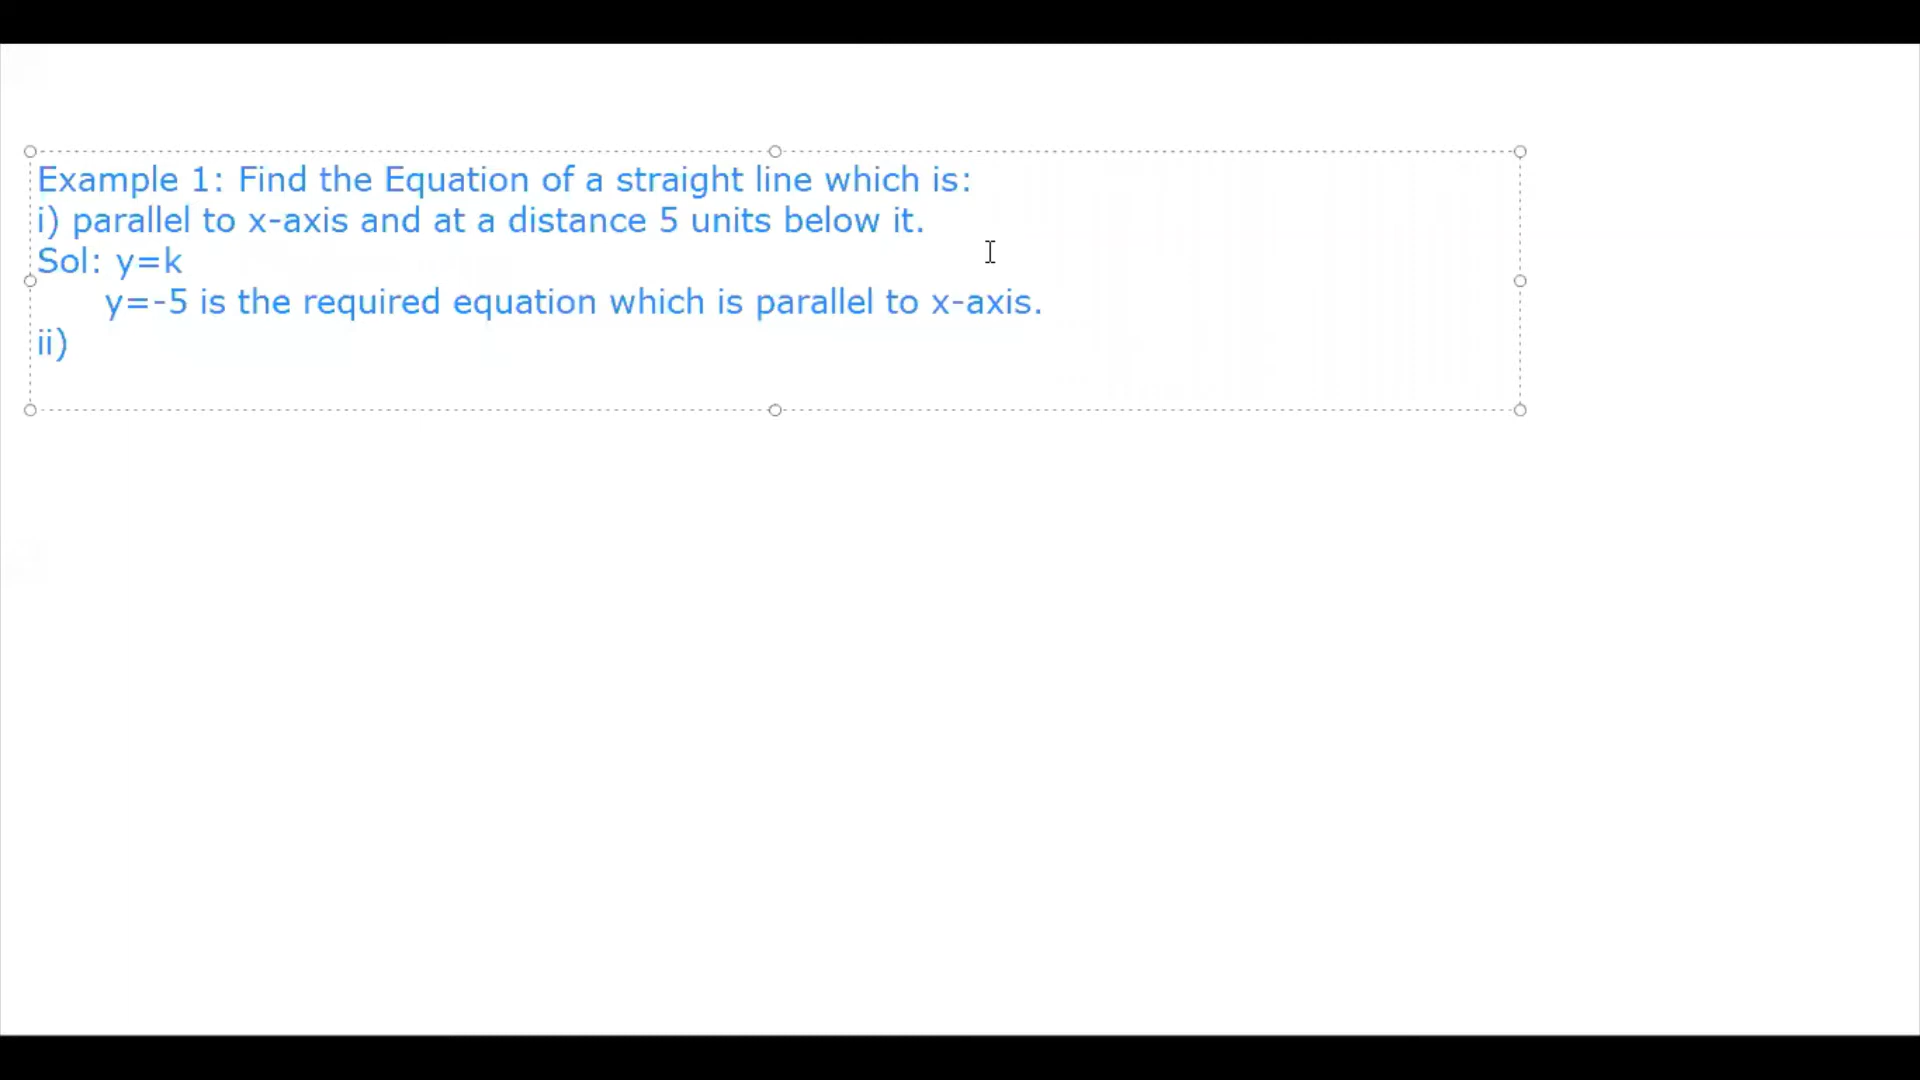 Example 1: Find the Equation of a straight line which is:
i) parallel to x-axis and at a distance 5 units below it.
Sol: y=k
y=-5 is the required equation which is parallel to x-axis.
ii)